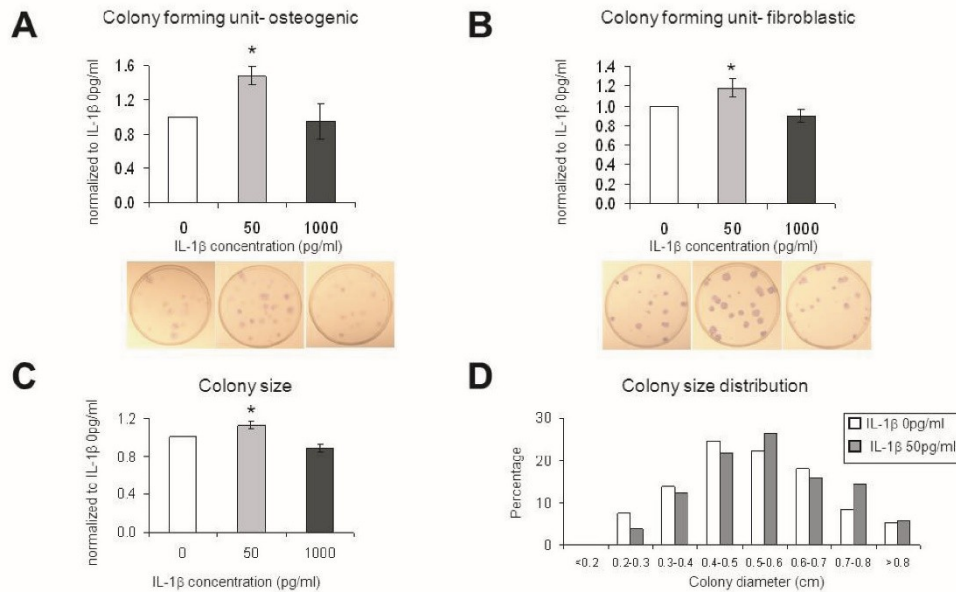 A
Colony forming unit- osteogenic
*
normalized to IL-1β 0pg/ml
1.6
1.2
0.8
0.4
0.0
0 50 1000
IL-1β concentration (pg/ml)
B
Colony forming unit- fibroblastic
*
normalized to IL-1β 0pg/ml
1.4
1.2
1.0
0.8
0.6
0.4
0.2
0.0
0 50 1000
IL-1β concentration (pg/ml)
C
Colony size
*
normalized to IL-1β 0pg/ml
1.2
0.8
0.4
0.0
0 50 1000
IL-1β concentration (pg/ml)
D
Colony size distribution
IL-1β 0pg/ml
IL-1β 50pg/ml
Percentage
30
20
10
0
<0.2 0.2-0.3 0.3-0.4 0.4-0.5 0.5-0.6 0.6-0.7 0.7-0.8 >0.8
Colony diameter (cm)